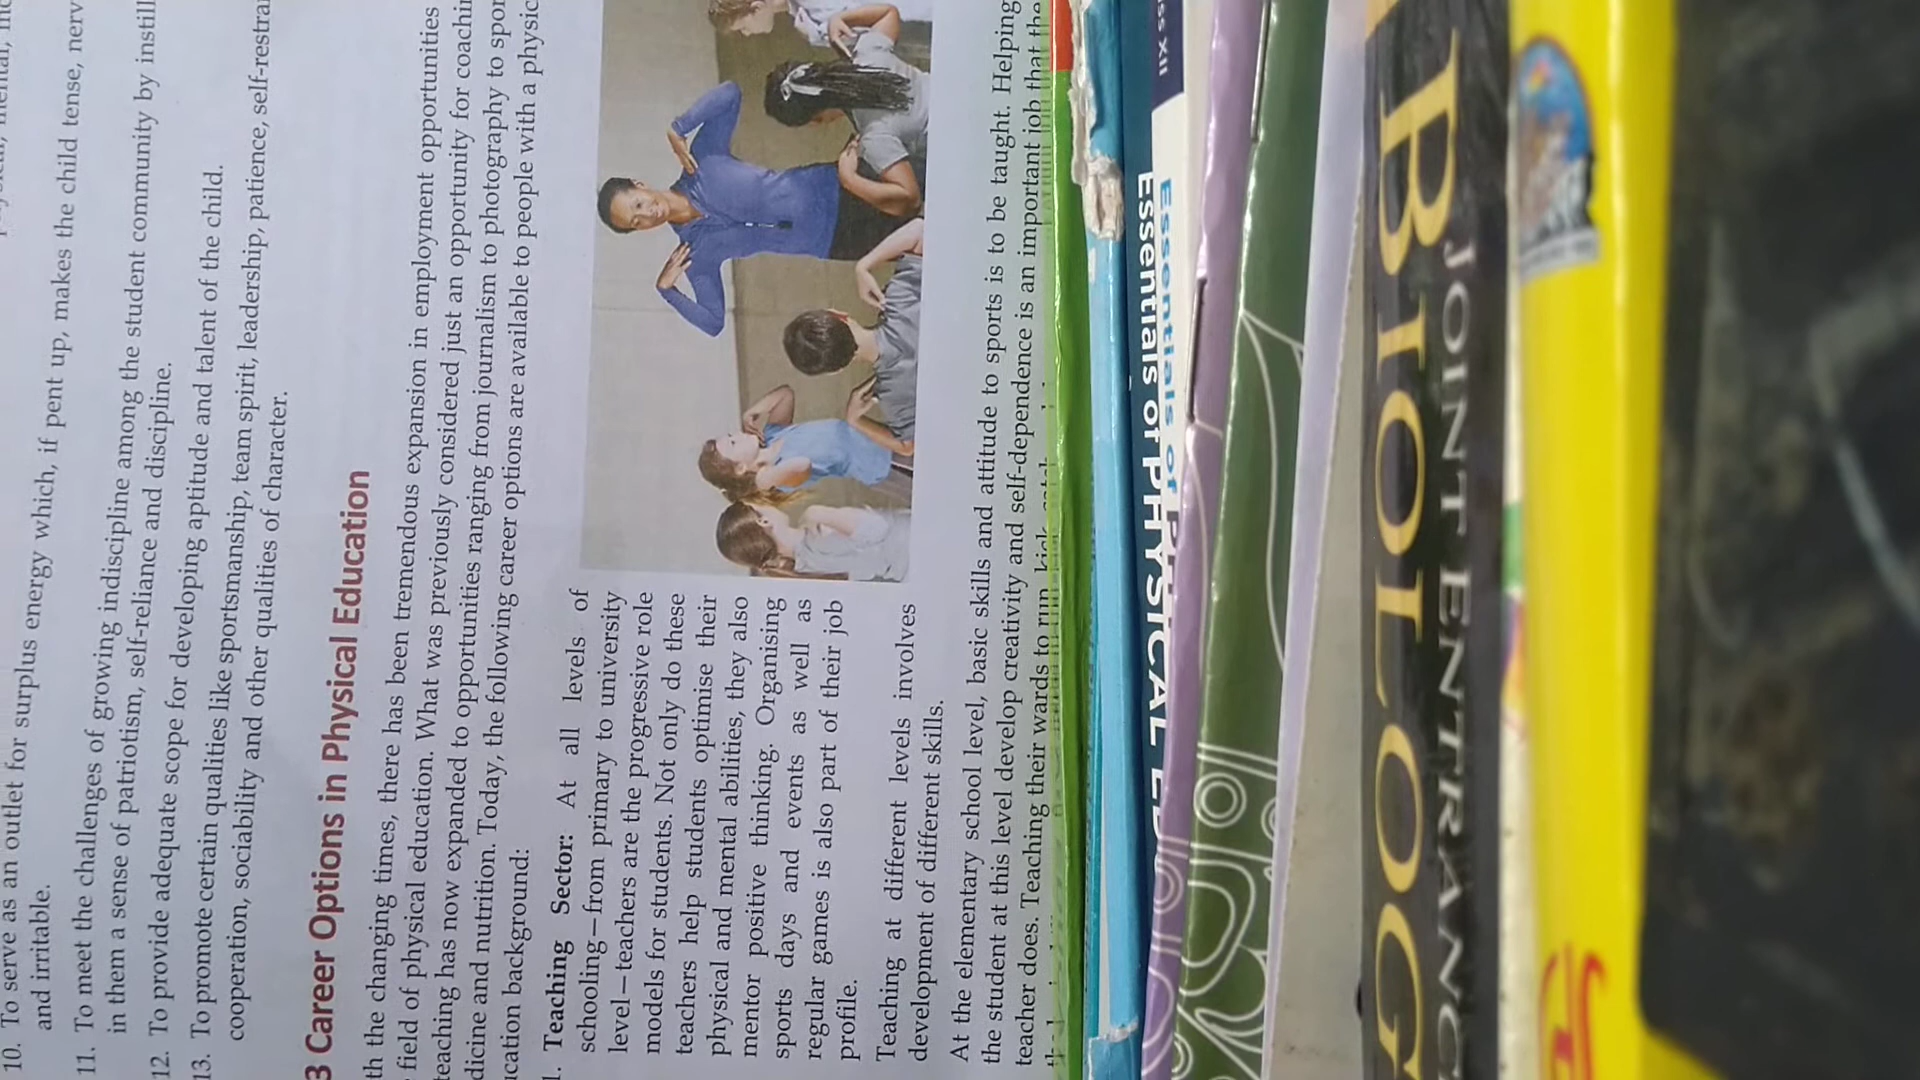 10. To serve as an outlet for surplus energy which, if pent up, makes the child tense, nerv
and irritable.
11. To meet the challenges of growing indiscipline among the student community by instill
in them a sense of patriotism, self-reliance and discipline.
12. To provide adequate scope for developing aptitude and talent of the child.
13. To promote certain qualities like sportsmanship, team spirit, leadership, patience, self-restrai
cooperation, sociability and other qualities of character.
3 Career Options in Physical Education
th the changing times, there has been tremendous expansion in employment opportunities
field of physical education. What was previously considered just an opportunity for coachin
teaching has now expanded to opportunities ranging from journalism to photography to spor
dicine and nutrition. Today, the following career options are available to people with a physic
ucation background:
1. Teaching Sector: At all levels of
schooling—from primary to university
level—teachers are the progressive role
models for students. Not only do these
teachers help students optimise their
physical and mental abilities, they also
mentor positive thinking. Organising
sports days and events as well as
regular games is also part of their job
profile.
Teaching at different levels involves
development of different skills.
At the elementary school level, basic skills and attitude to sports is to be taught. Helping
the student at this level develop creativity and self-dependence is an important job that the
teacher does. Teaching their wards to run, kick,
ss XII
Essentials of PHYSICAL ED
Essentials of
BIOLOG
JOINT ENTRANC